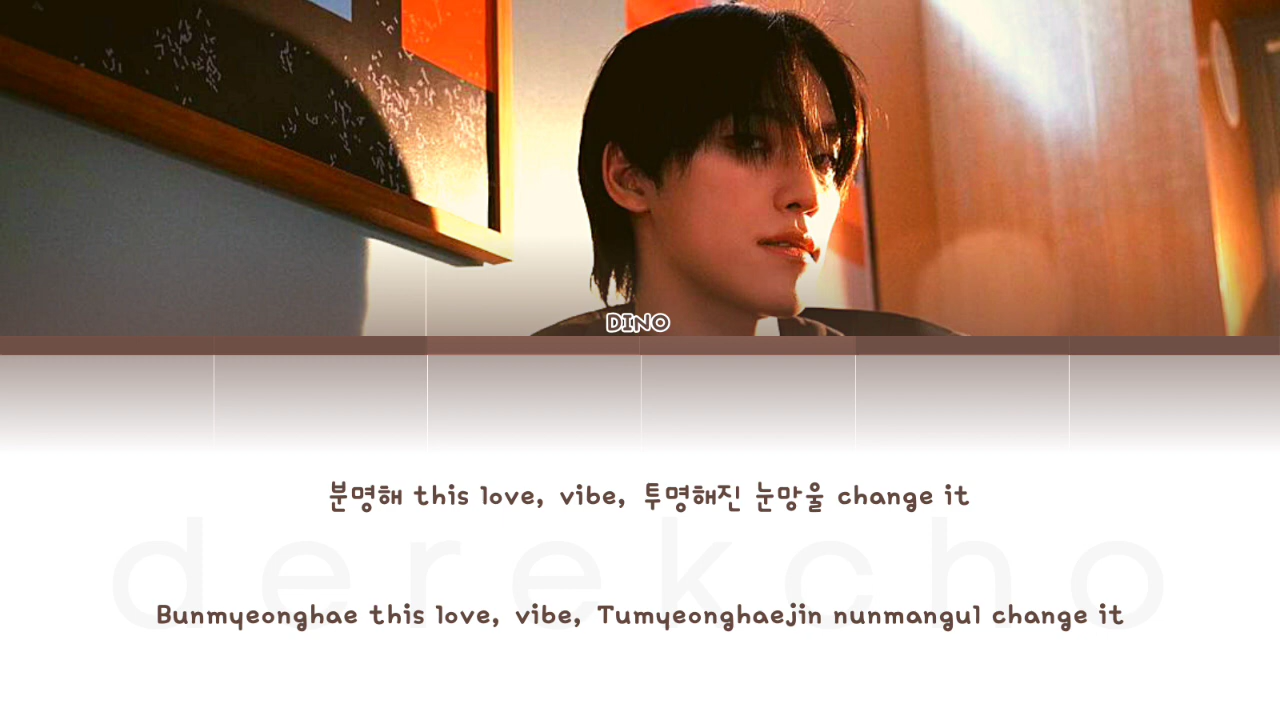 DINO
분명해 this love, vibe, 투명해진 눈망울 change it
derekcho
Bunmyeonghae this love, vibe, Tumyeonghaejin nunmangul change it